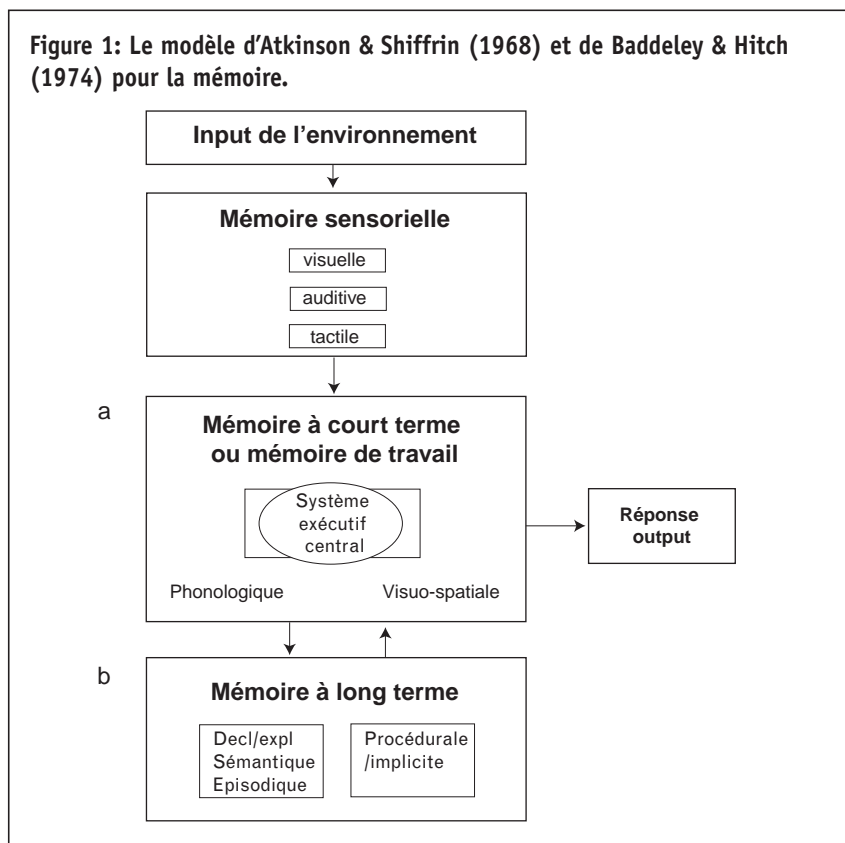 Figure 1: Le modèle d'Atkinson & Shiffrin (1968) et de Baddeley & Hitch
(1974) pour la mémoire.
Input de l'environnement
Mémoire sensorielle
visuelle
auditive
tactile
a
Mémoire à court terme
ou mémoire de travail
Système
exécutif
central
Phonologique
Visuo-spatiale
Réponse
output
b
Mémoire à long terme
Decl/expl
Sémantique
Episodique
Procédurale
/implicite